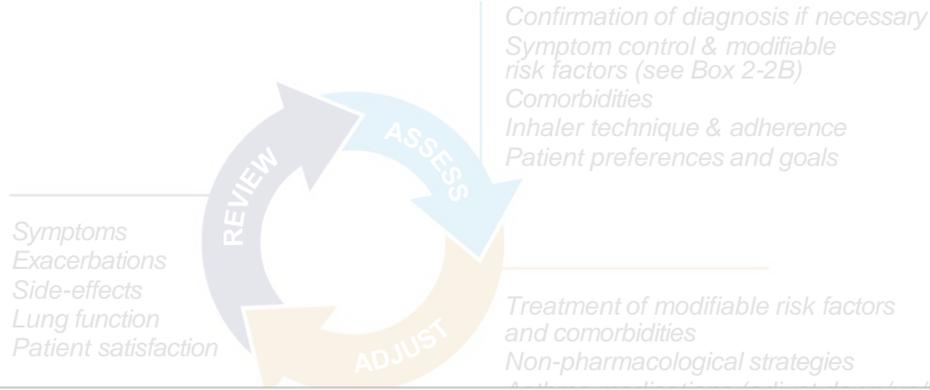 Confirmation of diagnosis if necessary
Symptom control & modifiable
risk factors (see Box 2-2B)
Comorbidities
Inhaler technique & adherence
Patient preferences and goals
ASSESS
REVIEW
Symptoms
Exacerbations
Side-effects
Lung function
Patient satisfaction
ADJUST
Treatment of modifiable risk factors
and comorbidities
Non-pharmacological strategies